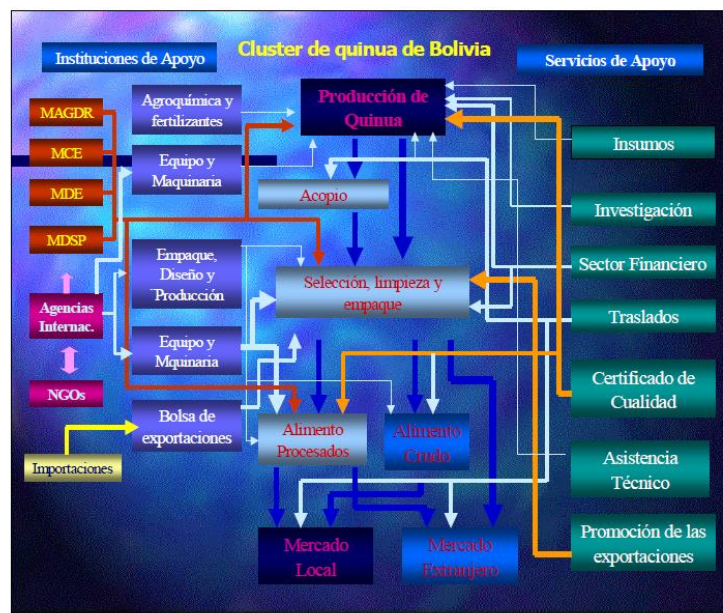 Cluster de quinua de Bolivia
Instituciones de Apoyo
Servicios de Apoyo
MAGDR
MCE
MDE
MDSP
Agencias
Internac.
NGOs
Importaciones
Agroquímica y
fertilizantes
Equipo y
Maquinaria
Empaque,
Diseño y
Producción
Equipo y
Mquinaria
Bolsa de
exportaciones
Producción de
Quinua
Acopio
Selección, limpieza y
empaque
Alimento
Procesados
Alimento
Crudo
Mercado
Local
Mercado
Extranjero
Insumos
Investigación
Sector Financiero
Traslados
Certificado de
Cualidad
Asistencia
Técnico
Promoción de las
exportaciones